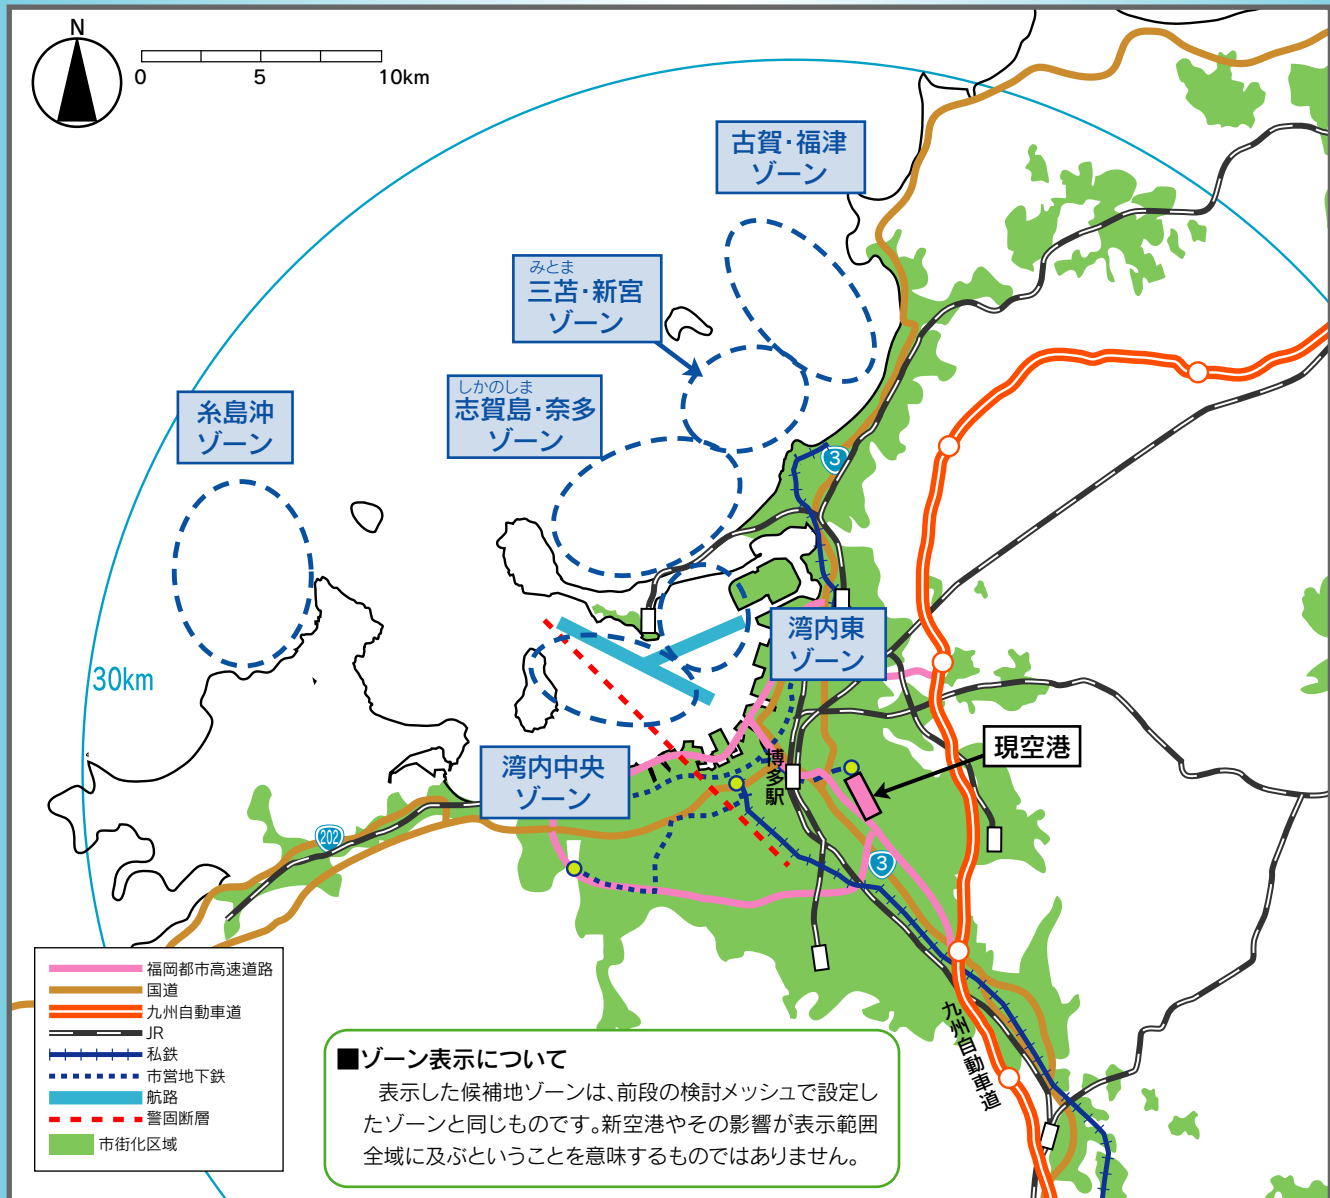 N
0 5 10km
古賀・福津
ゾーン
みとま
三苫・新宮
ゾーン
しかのしま
志賀島・奈多
ゾーン
糸島沖
ゾーン
3
湾内東
ゾーン
30km
現空港
博多駅
湾内中央
ゾーン
202
3
福岡都市高速道路
国道
九州自動車道
JR
私鉄
市営地下鉄
航路
警固断層
市街化区域
九州自動車道
■ゾーン表示について
表示した候補地ゾーンは、前段の検討メッシュで設定し
たゾーンと同じものです。新空港やその影響が表示範囲
全域に及ぶということを意味するものではありません。